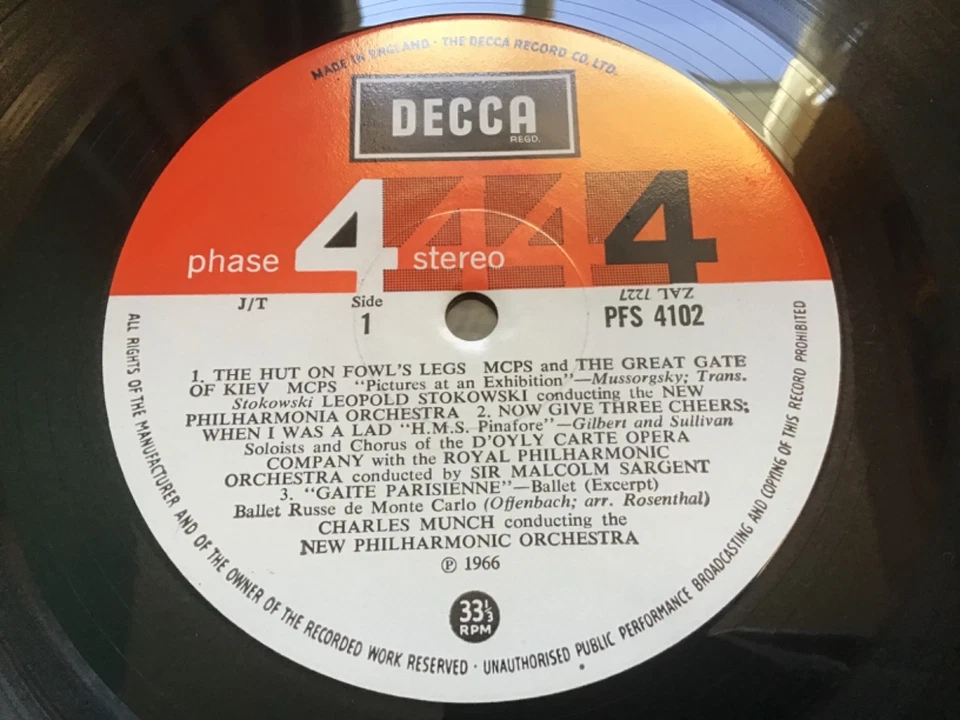 MADE IN ENGLAND · THE DECCA RECORD CO. LTD.
DECCA
REGD.
phase 4 stereo 4 4 4
J/T
Side
1
ZAL 7227
PFS 4102
1. THE HUT ON FOWL'S LEGS MCPS and THE GREAT GATE
OF KIEV MCPS "Pictures at an Exhibition"—Mussorgsky; Trans.
Stokowski LEOPOLD STOKOWSKI conducting the NEW
PHILHARMONIA ORCHESTRA 2. NOW GIVE THREE CHEERS;
WHEN I WAS A LAD "H.M.S. Pinafore"—Gilbert and Sullivan
Soloists and Chorus of the D'OYLY CARTE OPERA
COMPANY with the ROYAL PHILHARMONIC
ORCHESTRA conducted by SIR MALCOLM SARGENT
3. "GAITE PARISIENNE"—Ballet (Excerpt)
Ballet Russe de Monte Carlo (Offenbach; arr. Rosenthal)
CHARLES MUNCH conducting the
NEW PHILHARMONIC ORCHESTRA
℗ 1966
33⅓
RPM
ALL RIGHTS OF THE MANUFACTURER AND OF THE OWNER OF THE RECORDED WORK RESERVED · UNAUTHORISED PUBLIC PERFORMANCE BROADCASTING AND COPYING OF THIS RECORD PROHIBITED